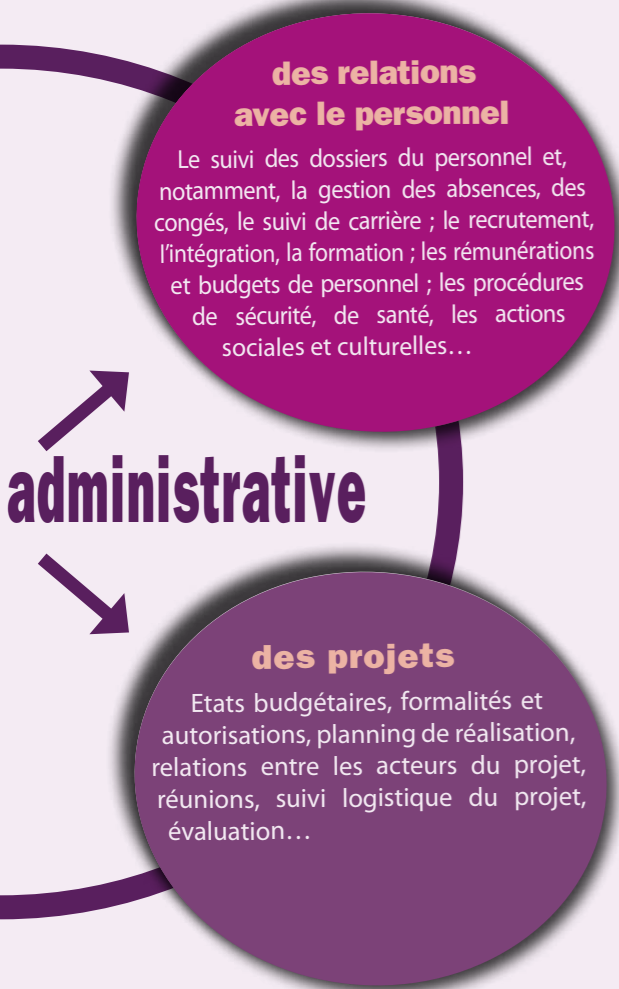 des relations
avec le personnel
Le suivi des dossiers du personnel et,
notamment, la gestion des absences, des
congés, le suivi de carrière ; le recrutement,
l’intégration, la formation ; les rémunérations
et budgets de personnel ; les procédures
de sécurité, de santé, les actions
sociales et culturelles…
administrative
des projets
Etats budgétaires, formalités et
autorisations, planning de réalisation,
relations entre les acteurs du projet,
réunions, suivi logistique du projet,
évaluation…